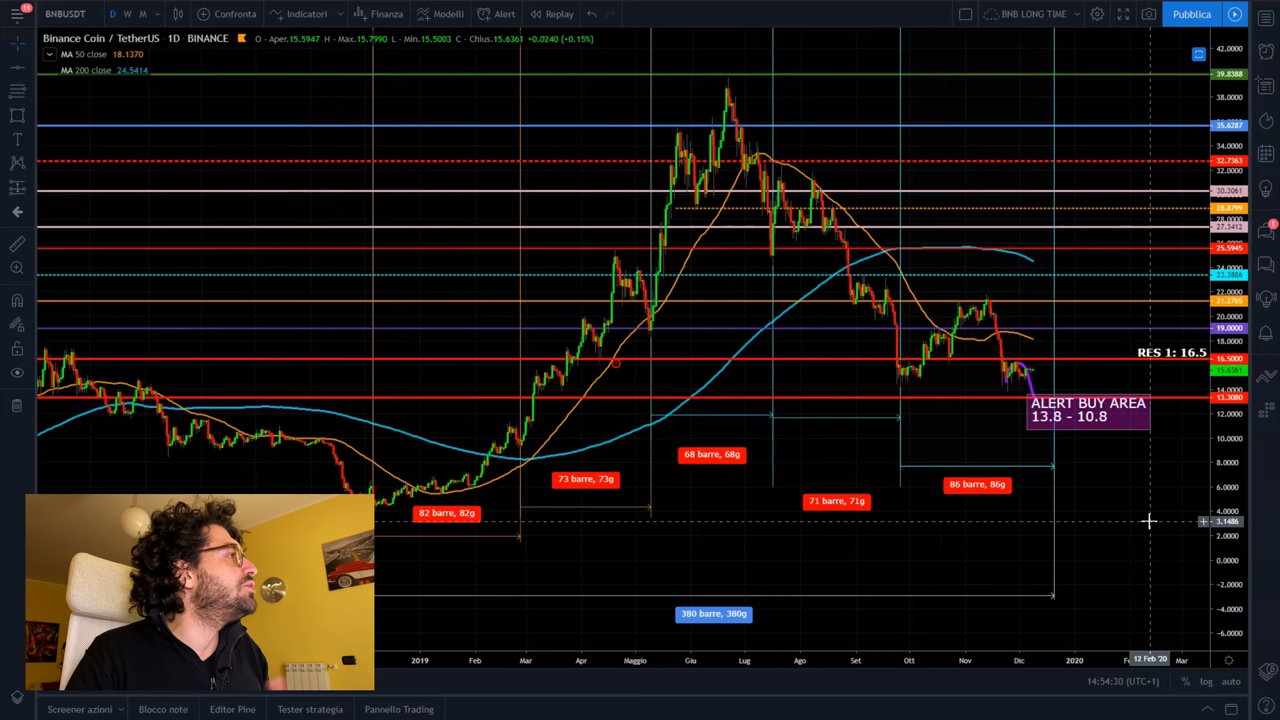 11
BNBUSDT D W M Confronta Indicatori Finanza Modelli Alert Replay BNB LONG TIME Pubblica
Binance Coin / TetherUS · 1D · BINANCE O - Aper.15.5947 H - Max.15.7990 L - Min.15.5003 C - Chius.15.6361 +0.0240 (+0.15%)
MA 50 close 18.1370
MA 200 close 24.5414
42.0000
39.8388
38.0000
35.6287
34.0000
32.7363
32.0000
30.3061
28.8799
28.0000
27.3412
25.5945
24.0000
23.3886
22.0000
21.2765
20.0000
19.0000
18.0000
RES 1: 16.5
16.5000
15.6361
14.0000
13.3080
ALERT BUY AREA
13.8 - 10.8
12.0000
10.0000
8.0000
6.0000
4.0000
3.1486
2.0000
0.0000
-2.0000
-4.0000
-6.0000
1
68 barre, 68g
73 barre, 73g
86 barre, 86g
71 barre, 71g
82 barre, 82g
380 barre, 380g
2019 Feb Mar Apr Maggio Giu Lug Ago Set Ott Nov Dic 2020 12 Feb '20 Mar
14:54:30 (UTC+1) % log auto
Screener azioni Blocco note Editor Pine Tester strategia Pannello Trading